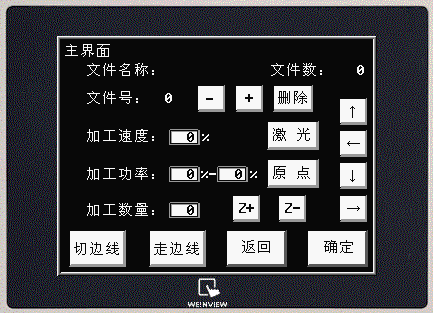 主界面
文件名称： 文件数： 0
文件号： 0 - + 删除
↑
加工速度： 0% 激 光
←
加工功率： 0%-0% 原 点
↓
加工数量： 0 Z+ Z- →
切边线 走边线 返回 确定
WEINVIEW